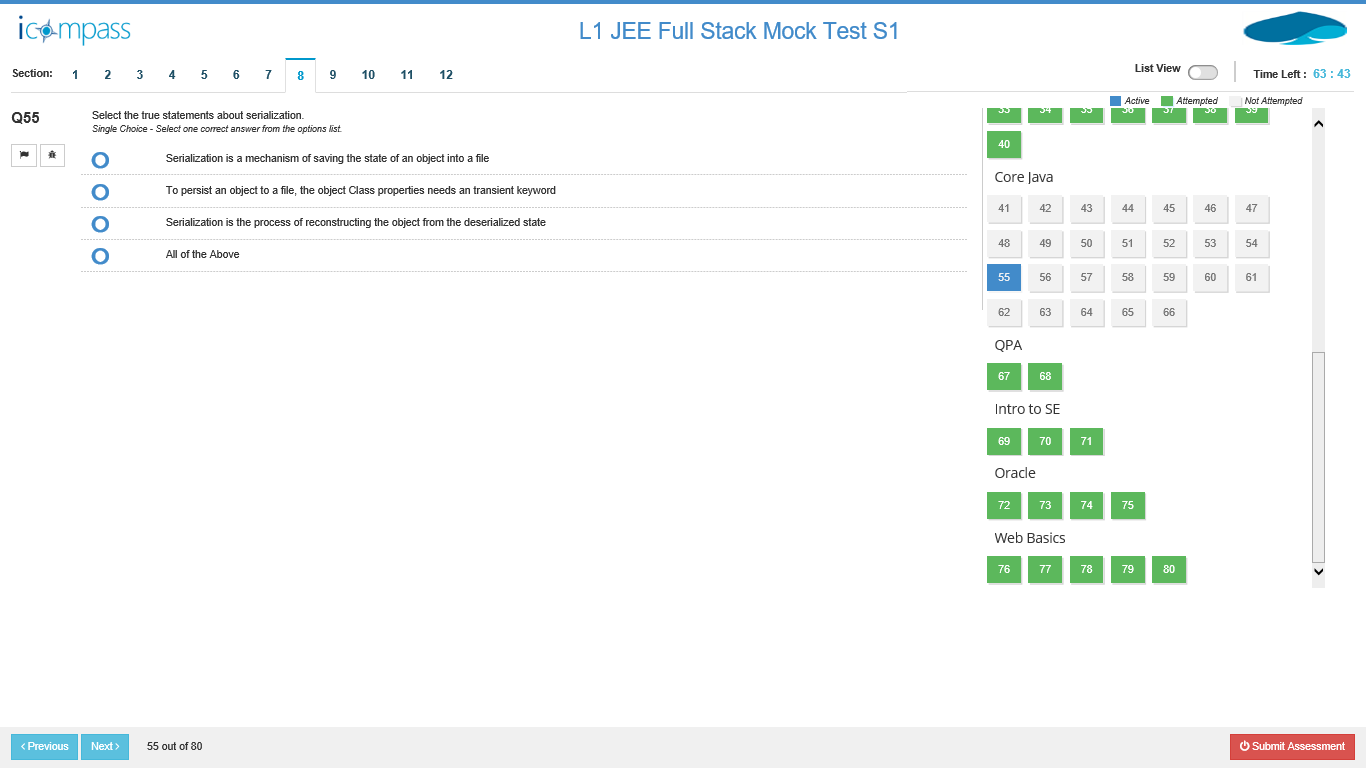 icompass
L1 JEE Full Stack Mock Test S1
Section: 1 2 3 4 5 6 7 8 9 10 11 12
List View
Time Left : 63 : 43
Active Attempted Not Attempted
Q55
Select the true statements about serialization.
Single Choice - Select one correct answer from the options list.
Serialization is a mechanism of saving the state of an object into a file
To persist an object to a file, the object Class properties needs an transient keyword
Serialization is the process of reconstructing the object from the deserialized state
All of the Above
33 34 35 36 37 38 39
40
Core Java
41 42 43 44 45 46 47
48 49 50 51 52 53 54
55 56 57 58 59 60 61
62 63 64 65 66
QPA
67 68
Intro to SE
69 70 71
Oracle
72 73 74 75
Web Basics
76 77 78 79 80
Previous
Next
55 out of 80
Submit Assessment